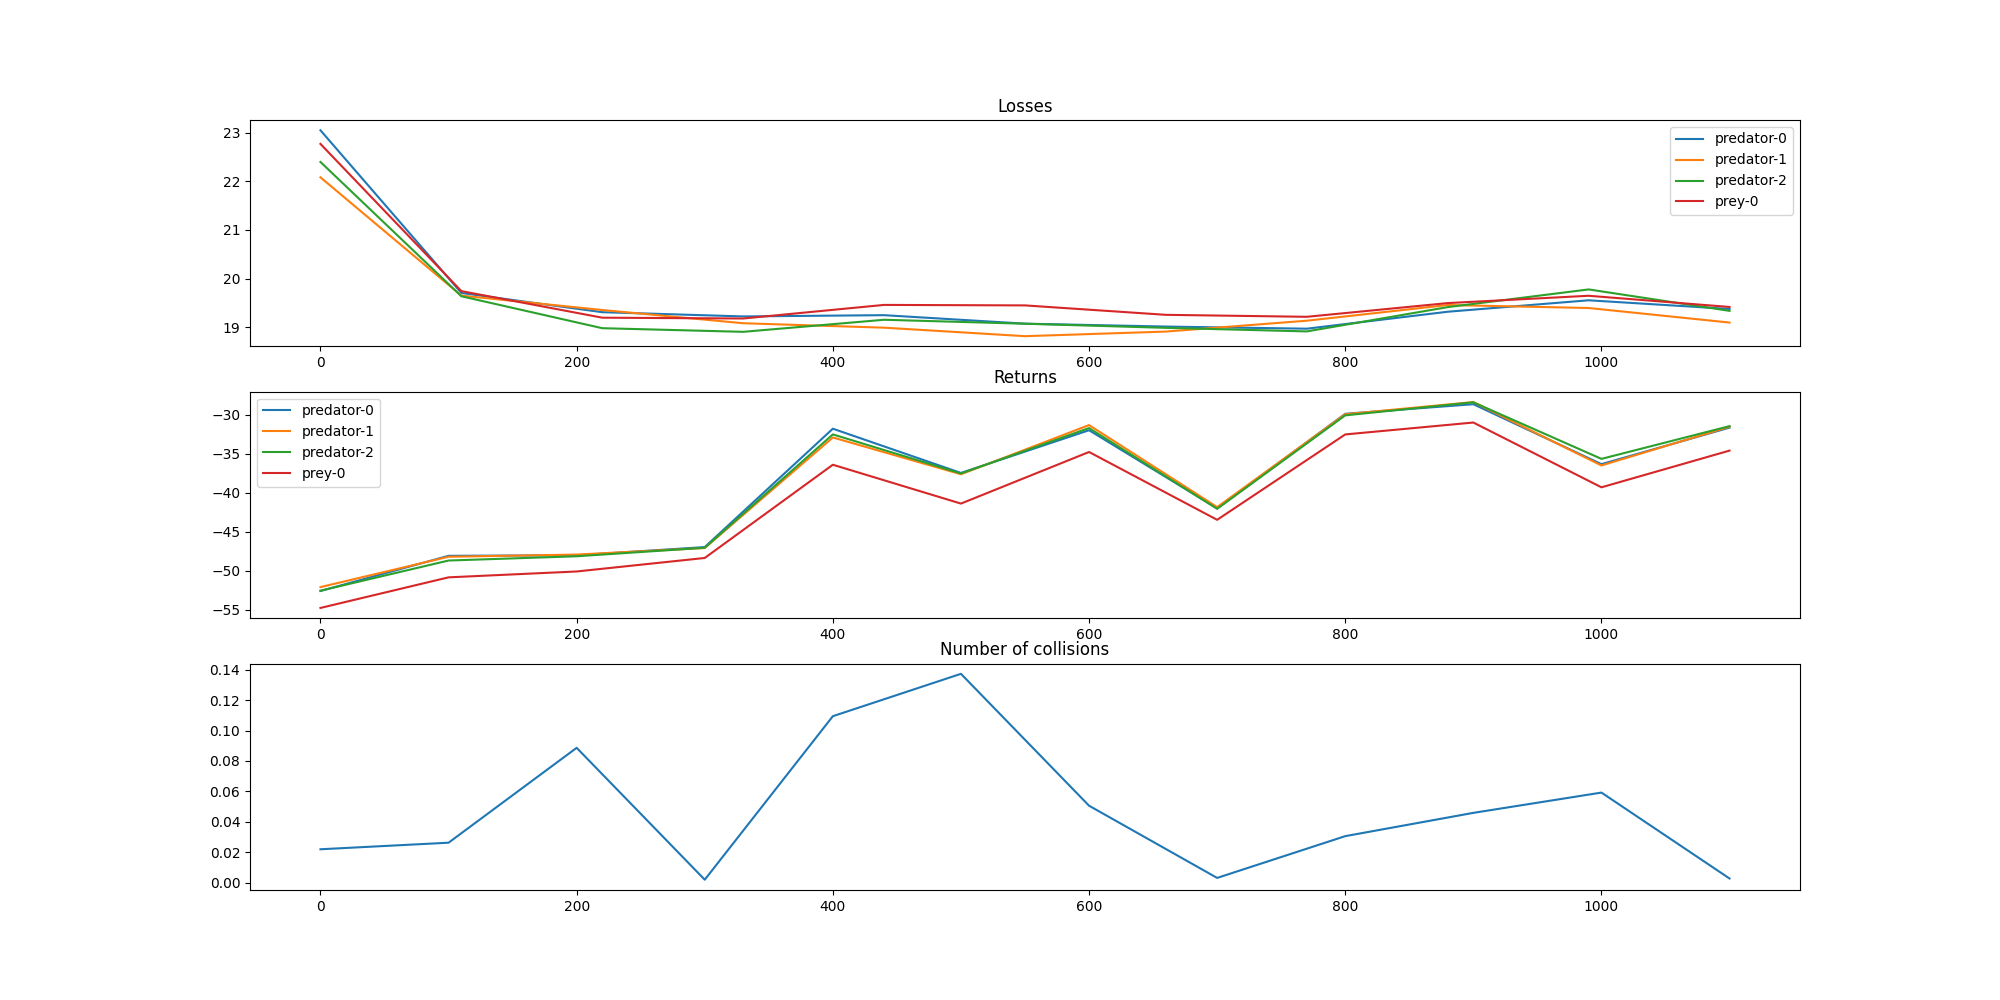 Losses
23
22
21
20
19
predator-0
predator-1
predator-2
prey-0
0 200 400 600 800 1000
Returns
−30
−35
−40
−45
−50
−55
predator-0
predator-1
predator-2
prey-0
0 200 400 600 800 1000
Number of collisions
0.14
0.12
0.10
0.08
0.06
0.04
0.02
0.00
0 200 400 600 800 1000